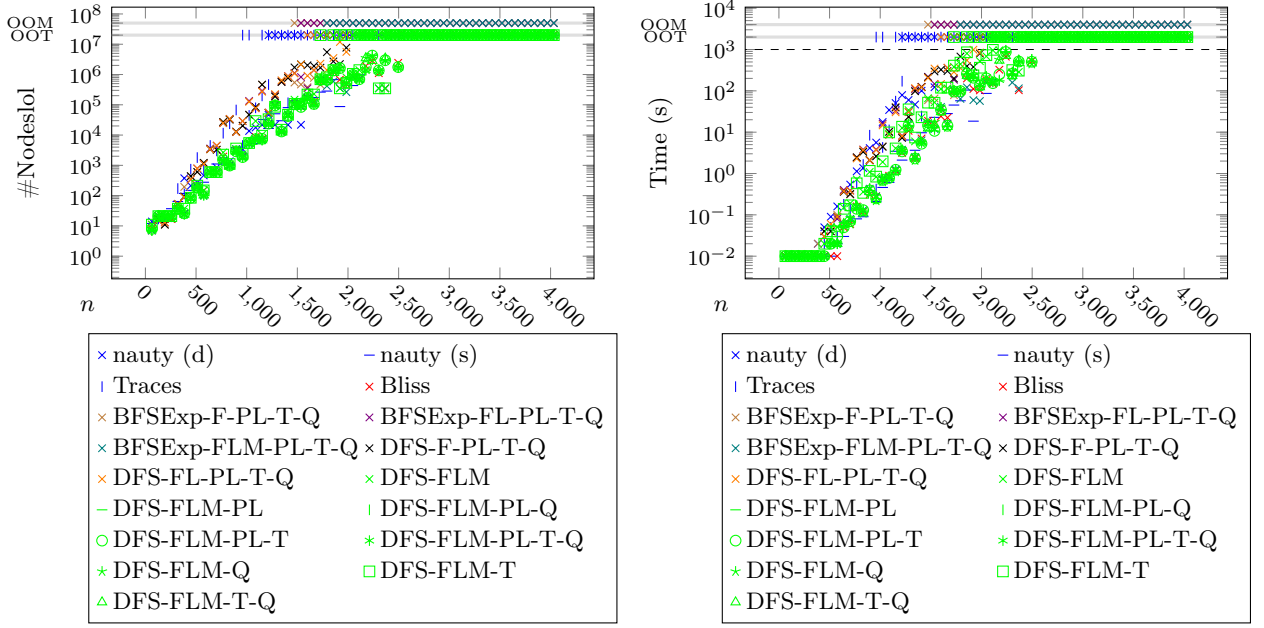 OOM
OOT
10^8
10^7
10^6
10^5
10^4
10^3
10^2
10^1
10^0
#Nodeslol
n
0
500
1,000
1,500
2,000
2,500
3,000
3,500
4,000
nauty (d)
nauty (s)
Traces
Bliss
BFSExp-F-PL-T-Q
BFSExp-FL-PL-T-Q
BFSExp-FLM-PL-T-Q
DFS-F-PL-T-Q
DFS-FL-PL-T-Q
DFS-FLM
DFS-FLM-PL
DFS-FLM-PL-Q
DFS-FLM-PL-T
DFS-FLM-PL-T-Q
DFS-FLM-Q
DFS-FLM-T
DFS-FLM-T-Q
OOM
OOT
10^4
10^3
10^2
10^1
10^0
10^−1
10^−2
Time (s)
n
0
500
1,000
1,500
2,000
2,500
3,000
3,500
4,000
nauty (d)
nauty (s)
Traces
Bliss
BFSExp-F-PL-T-Q
BFSExp-FL-PL-T-Q
BFSExp-FLM-PL-T-Q
DFS-F-PL-T-Q
DFS-FL-PL-T-Q
DFS-FLM
DFS-FLM-PL
DFS-FLM-PL-Q
DFS-FLM-PL-T
DFS-FLM-PL-T-Q
DFS-FLM-Q
DFS-FLM-T
DFS-FLM-T-Q